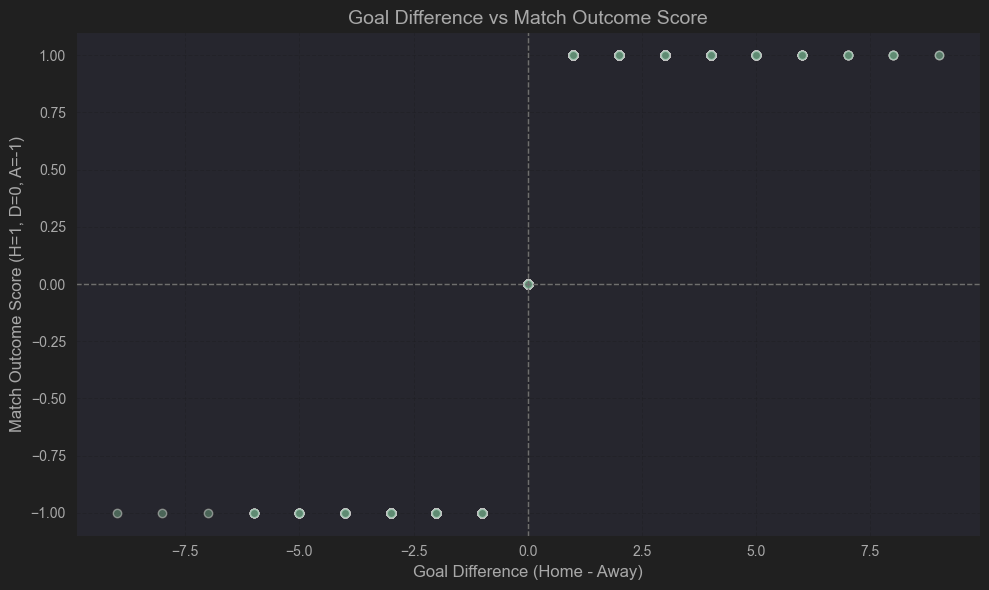 Goal Difference vs Match Outcome Score
Match Outcome Score (H=1, D=0, A=-1)
1.00
0.75
0.50
0.25
0.00
−0.25
−0.50
−0.75
−1.00
−7.5 −5.0 −2.5 0.0 2.5 5.0 7.5
Goal Difference (Home - Away)